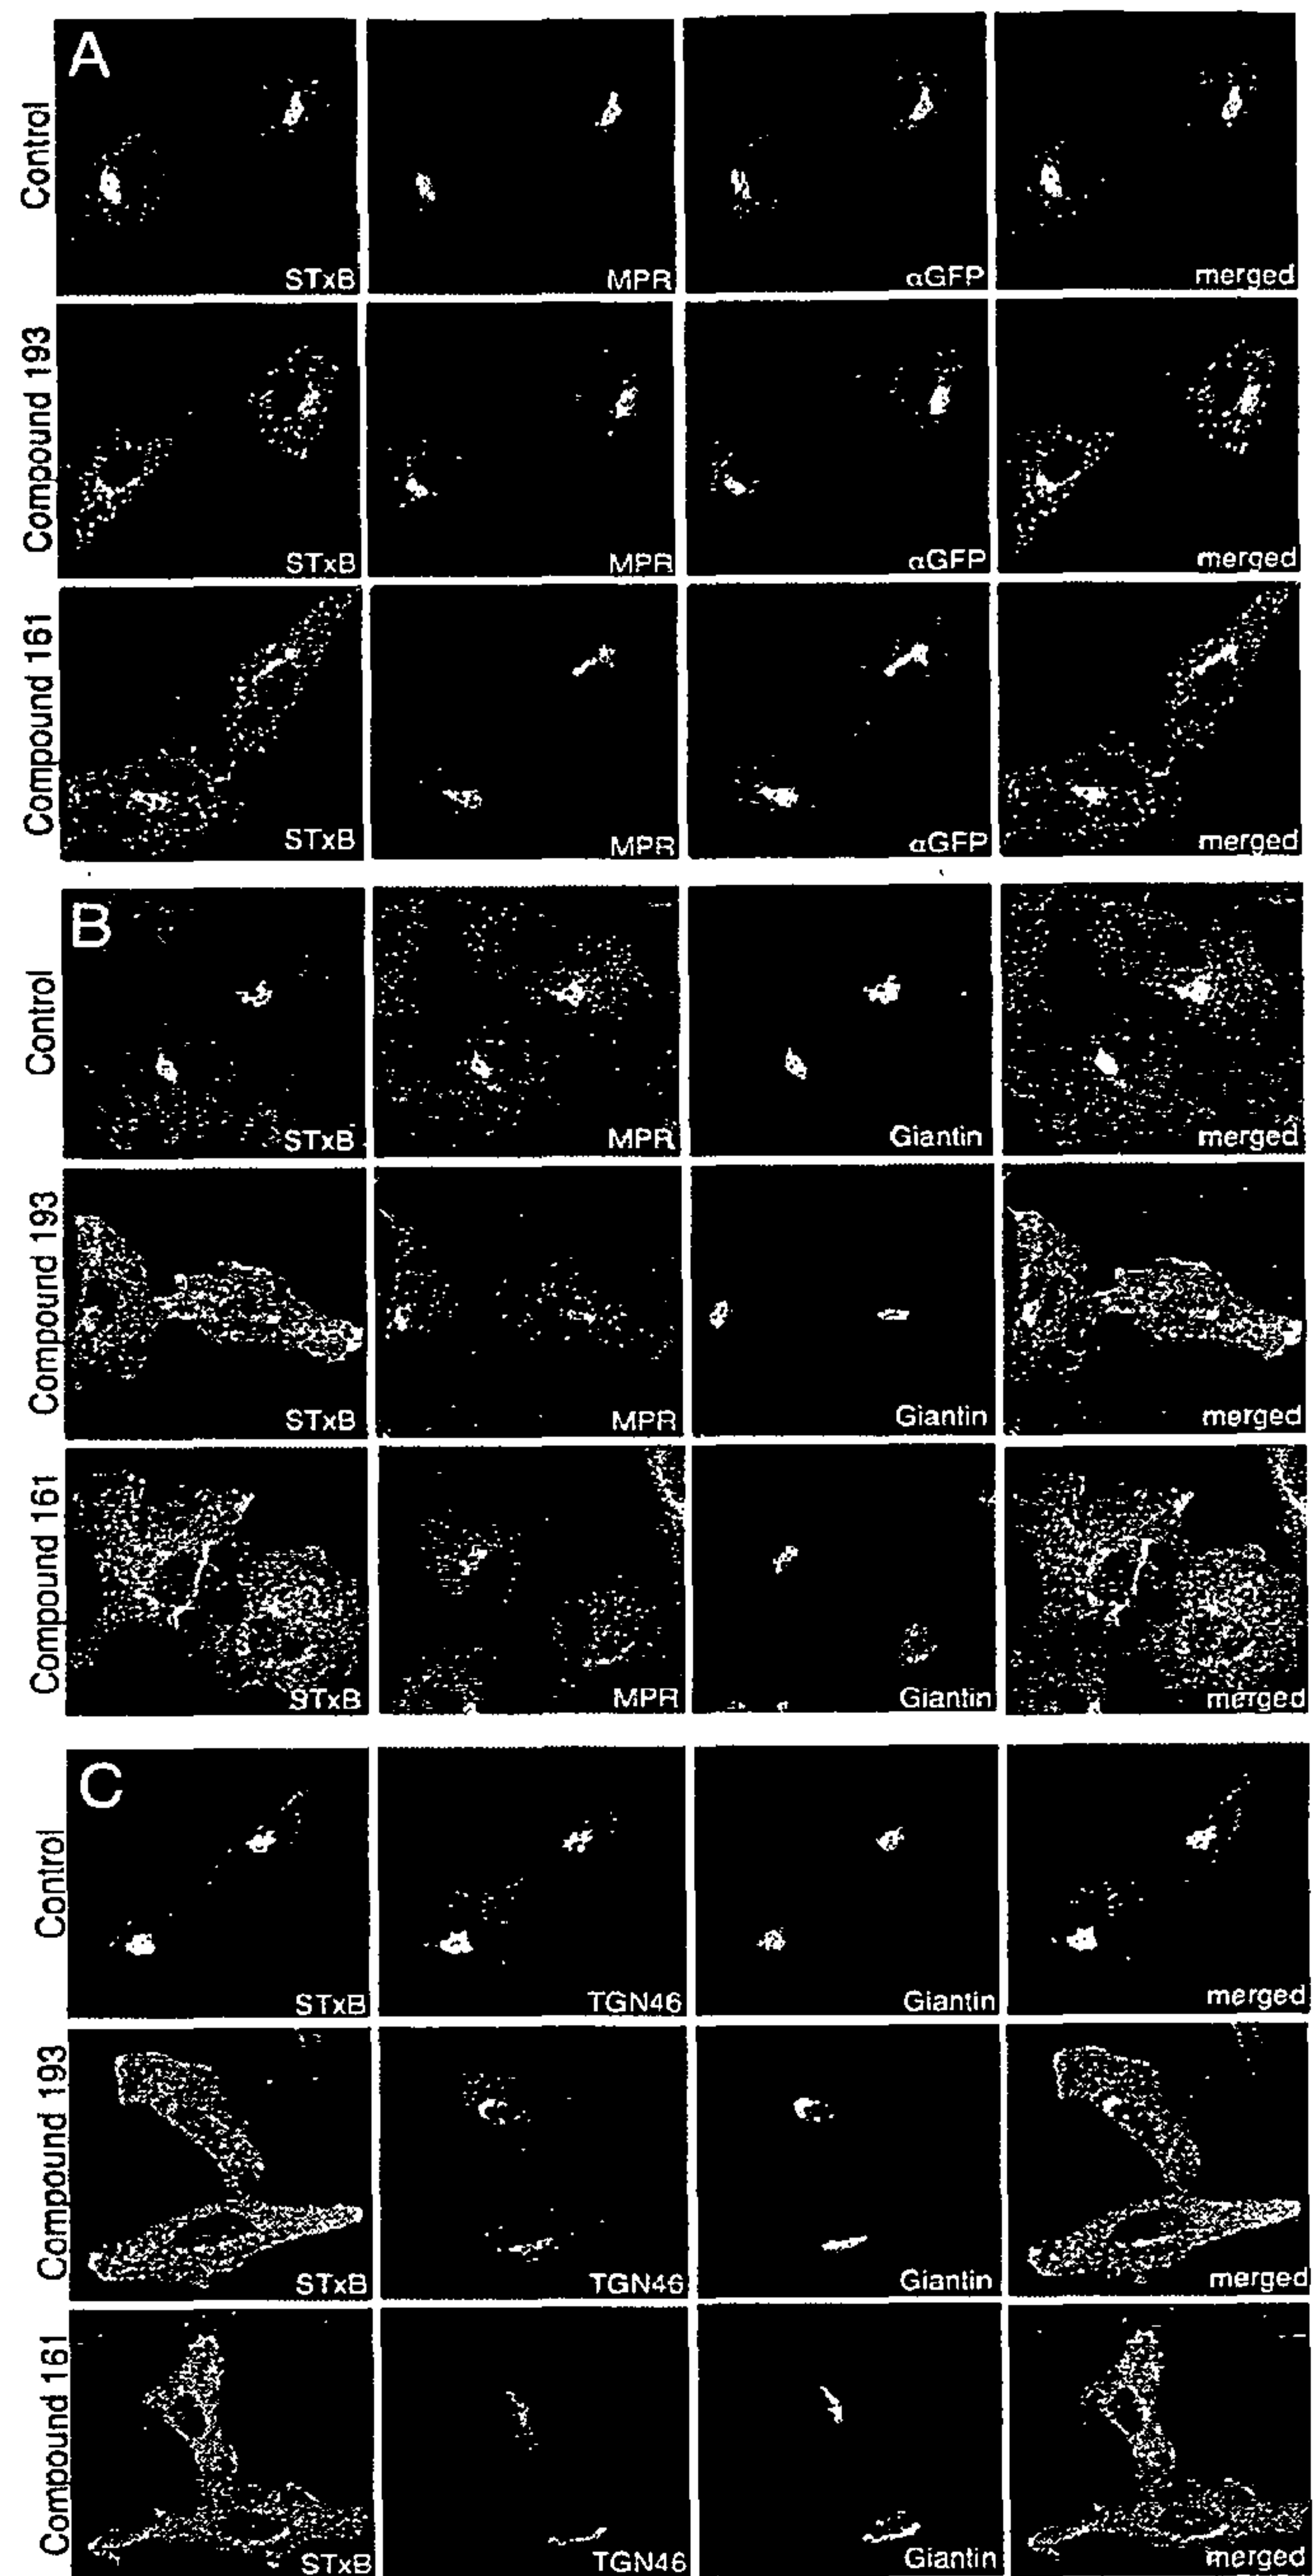 A
Control
STxB
MPR
αGFP
merged
Compound 193
STxB
MPR
αGFP
merged
Compound 161
STxB
MPR
αGFP
merged
B
Control
STxB
MPR
Giantin
merged
Compound 193
STxB
MPR
Giantin
merged
Compound 161
STxB
MPR
Giantin
merged
C
Control
STxB
TGN46
Giantin
merged
Compound 193
STxB
TGN46
Giantin
merged
Compound 161
STxB
TGN46
Giantin
merged